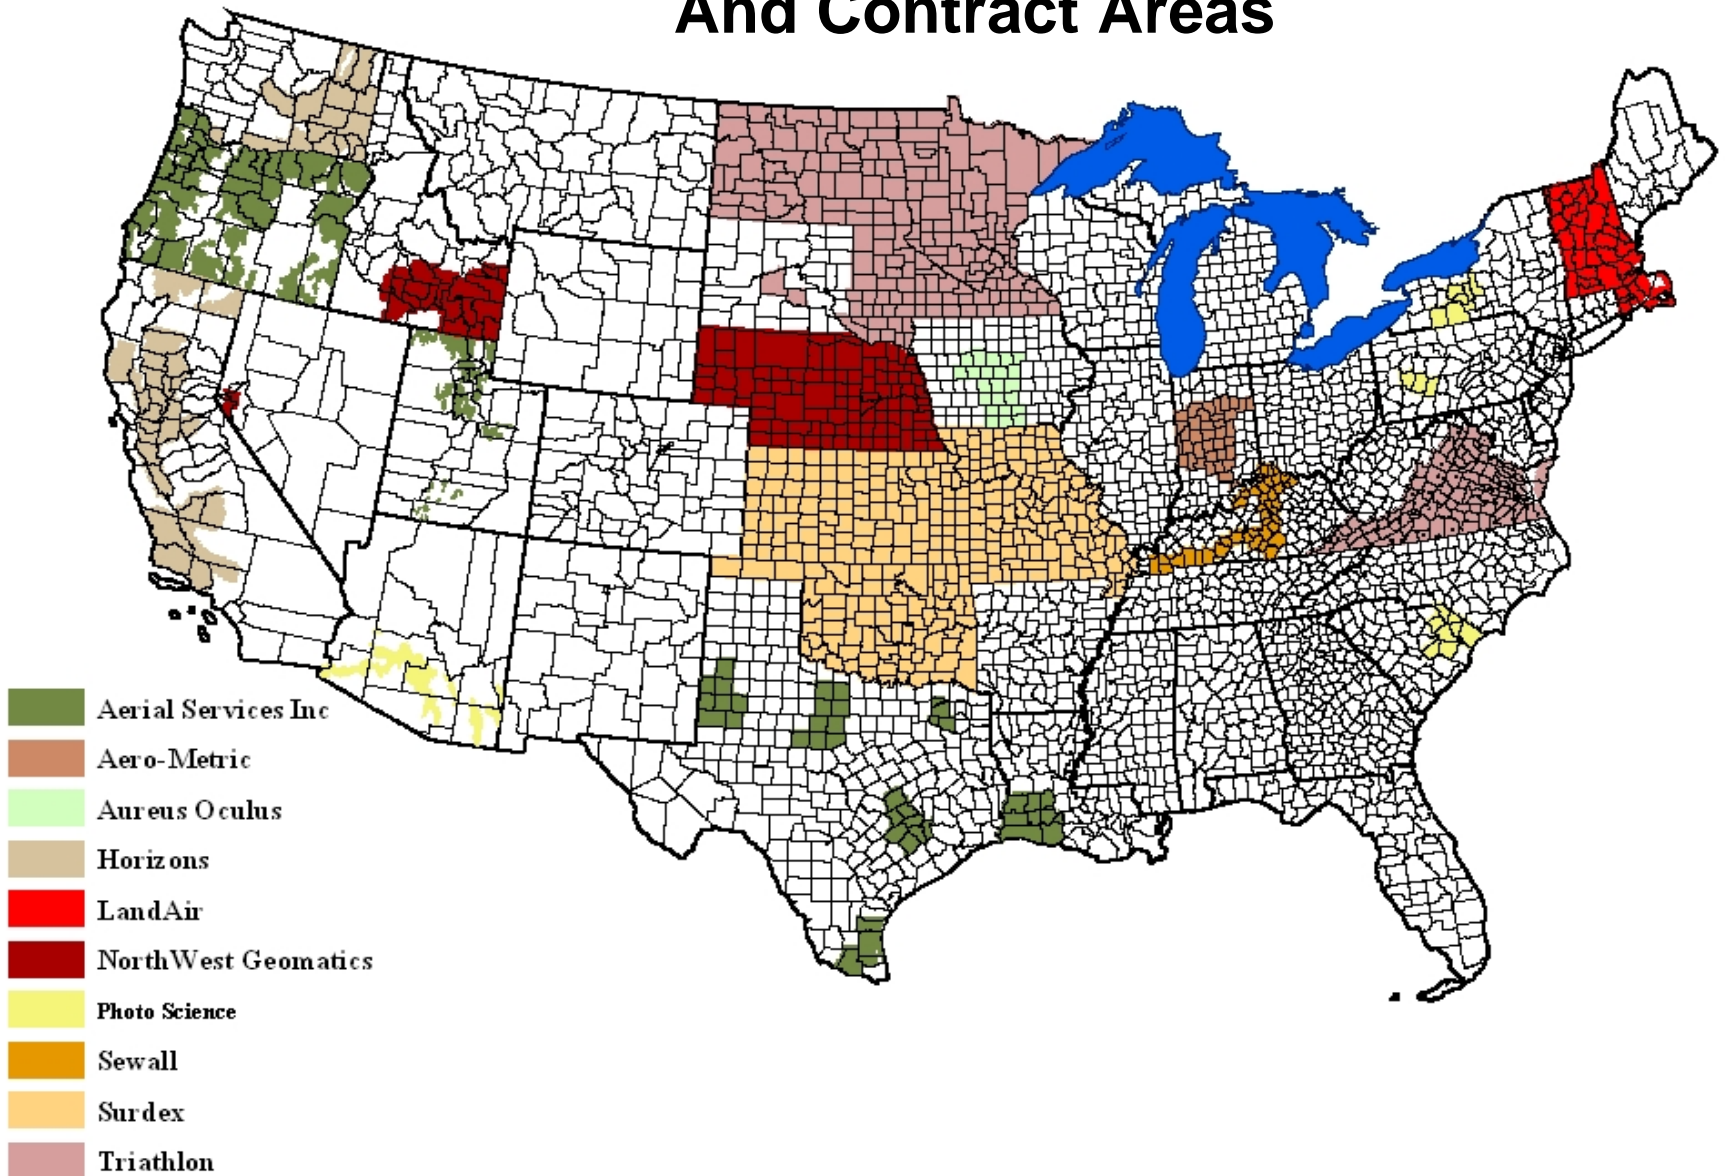 And Contract Areas
Aerial Services Inc
Aero-Metric
Aureus Oculus
Horizons
LandAir
NorthWest Geomatics
Photo Science
Sewall
Surdex
Triathlon